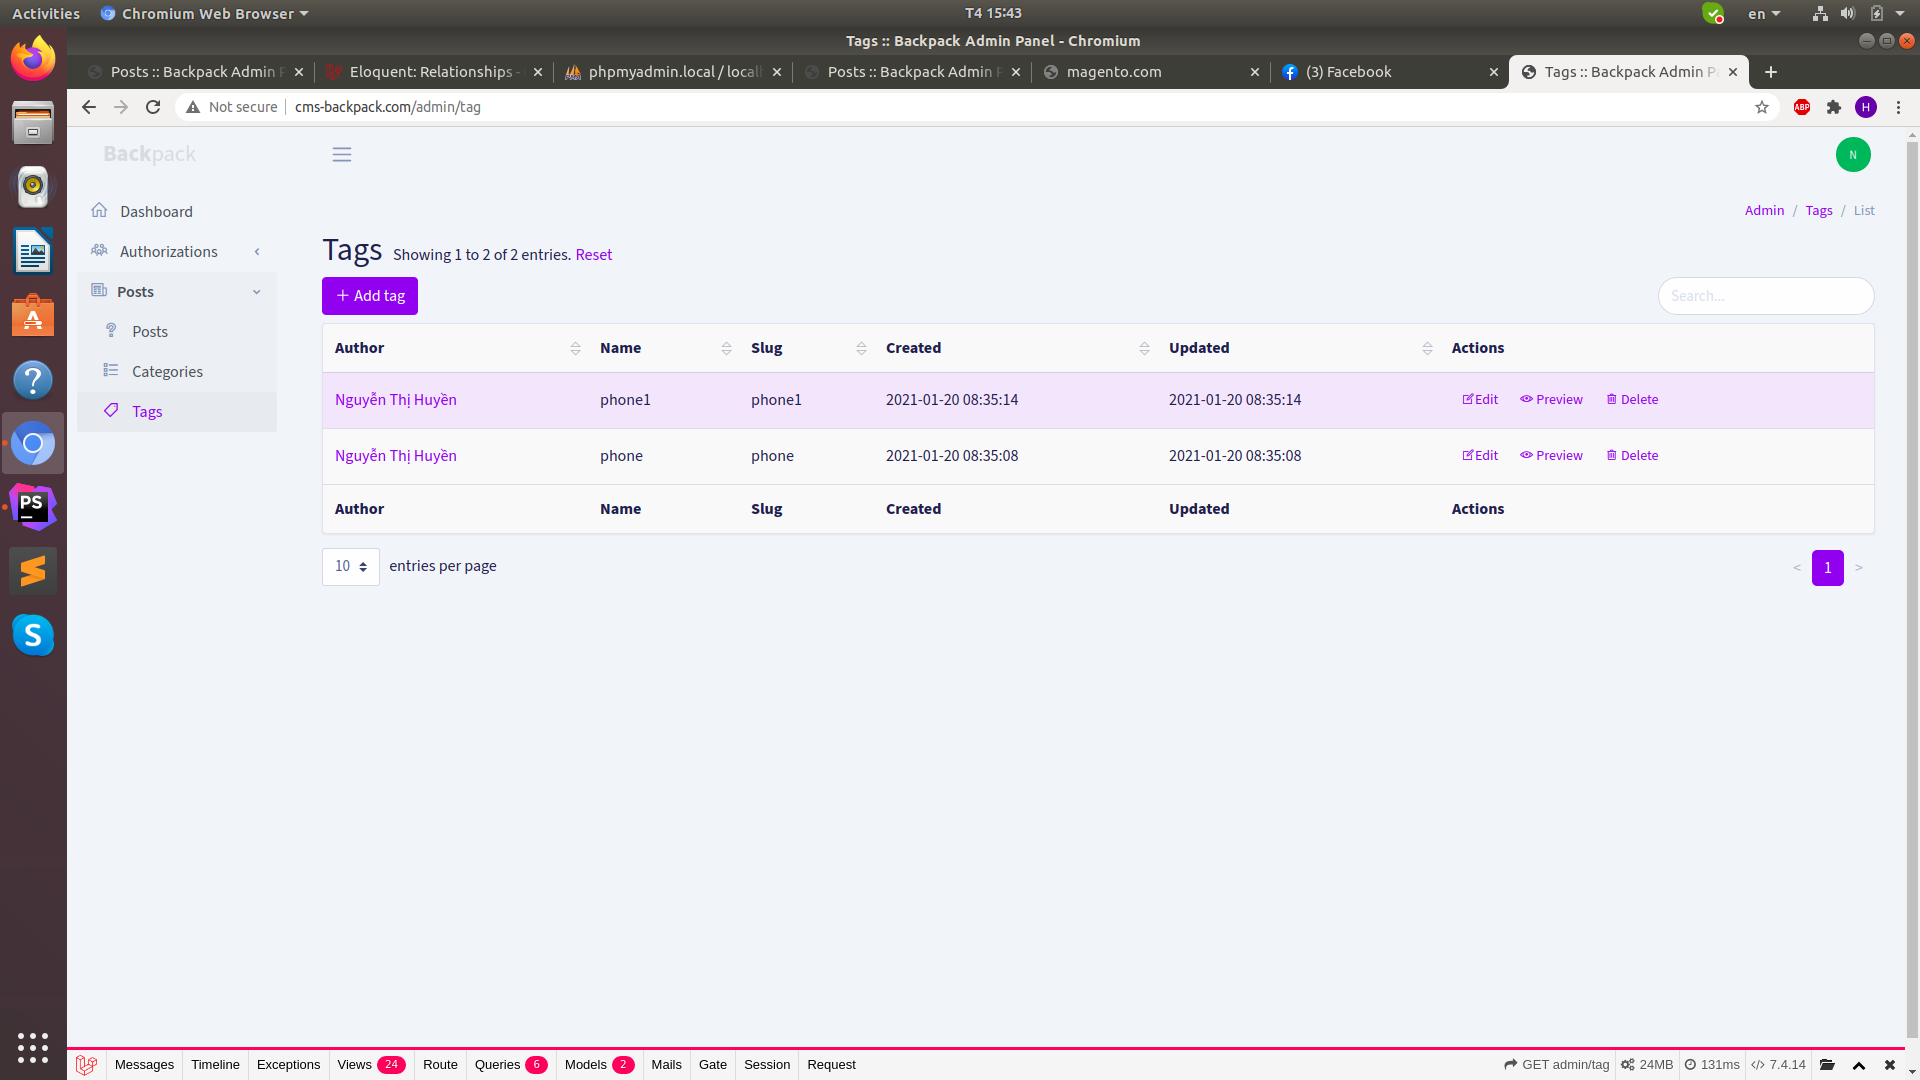 Activities Chromium Web Browser T4 15:43 en
Tags :: Backpack Admin Panel - Chromium
Posts :: Backpack Admin Eloquent: Relationships - phpmyadmin.local / local Posts :: Backpack Admin magento.com (3) Facebook Tags :: Backpack Admin
Not secure cms-backpack.com/admin/tag ABP H
Backpack N
Dashboard
Admin / Tags / List
Authorizations
Tags Showing 1 to 2 of 2 entries. Reset
Posts
+ Add tag Search...
Posts
Categories
Tags
Author Name Slug Created Updated Actions
Nguyễn Thị Huyền phone1 phone1 2021-01-20 08:35:14 2021-01-20 08:35:14 Edit Preview Delete
Nguyễn Thị Huyền phone phone 2021-01-20 08:35:08 2021-01-20 08:35:08 Edit Preview Delete
Author Name Slug Created Updated Actions
10 entries per page < 1 >
PS
Messages Timeline Exceptions Views 24 Route Queries 6 Models 2 Mails Gate Session Request GET admin/tag 24MB 131ms 7.4.14